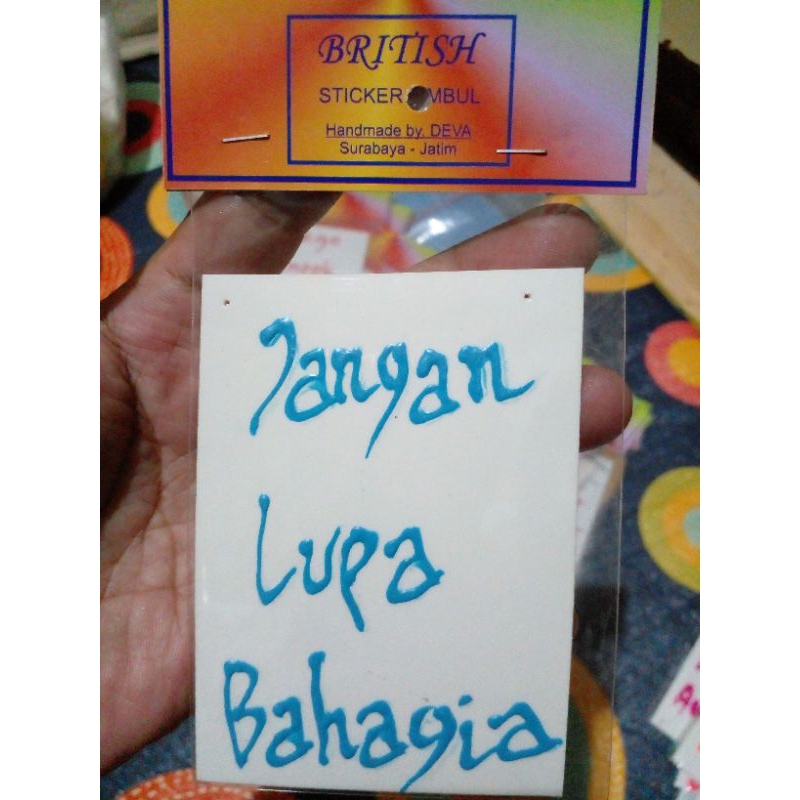 BRITISH
STICKER
Handmade by. DEVA
Surabaya - Jatim
Jangan
Lupa
Bahagia